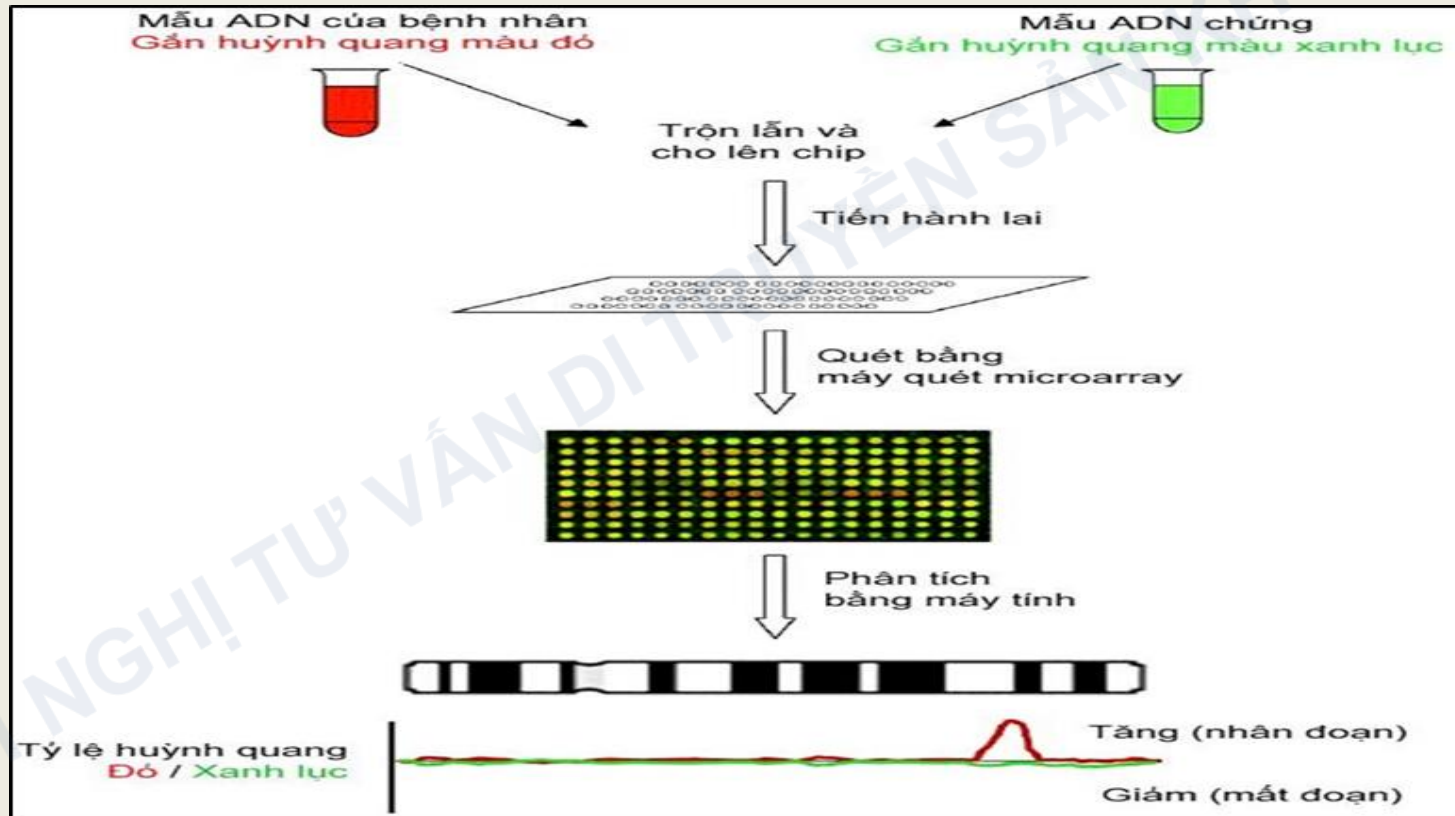 Mẫu ADN của bệnh nhân
Gắn huỳnh quang màu đỏ
Mẫu ADN chứng
Gắn huỳnh quang màu xanh lục
Trộn lẫn và
cho lên chip
Tiến hành lai
Quét bằng
máy quét microarray
Phân tích
bằng máy tính
Tỷ lệ huỳnh quang
Đỏ / Xanh lục
Tăng (nhân đoạn)
Giảm (mất đoạn)
NGHỊ TƯ VẤN DI TRUYỀN SẢN